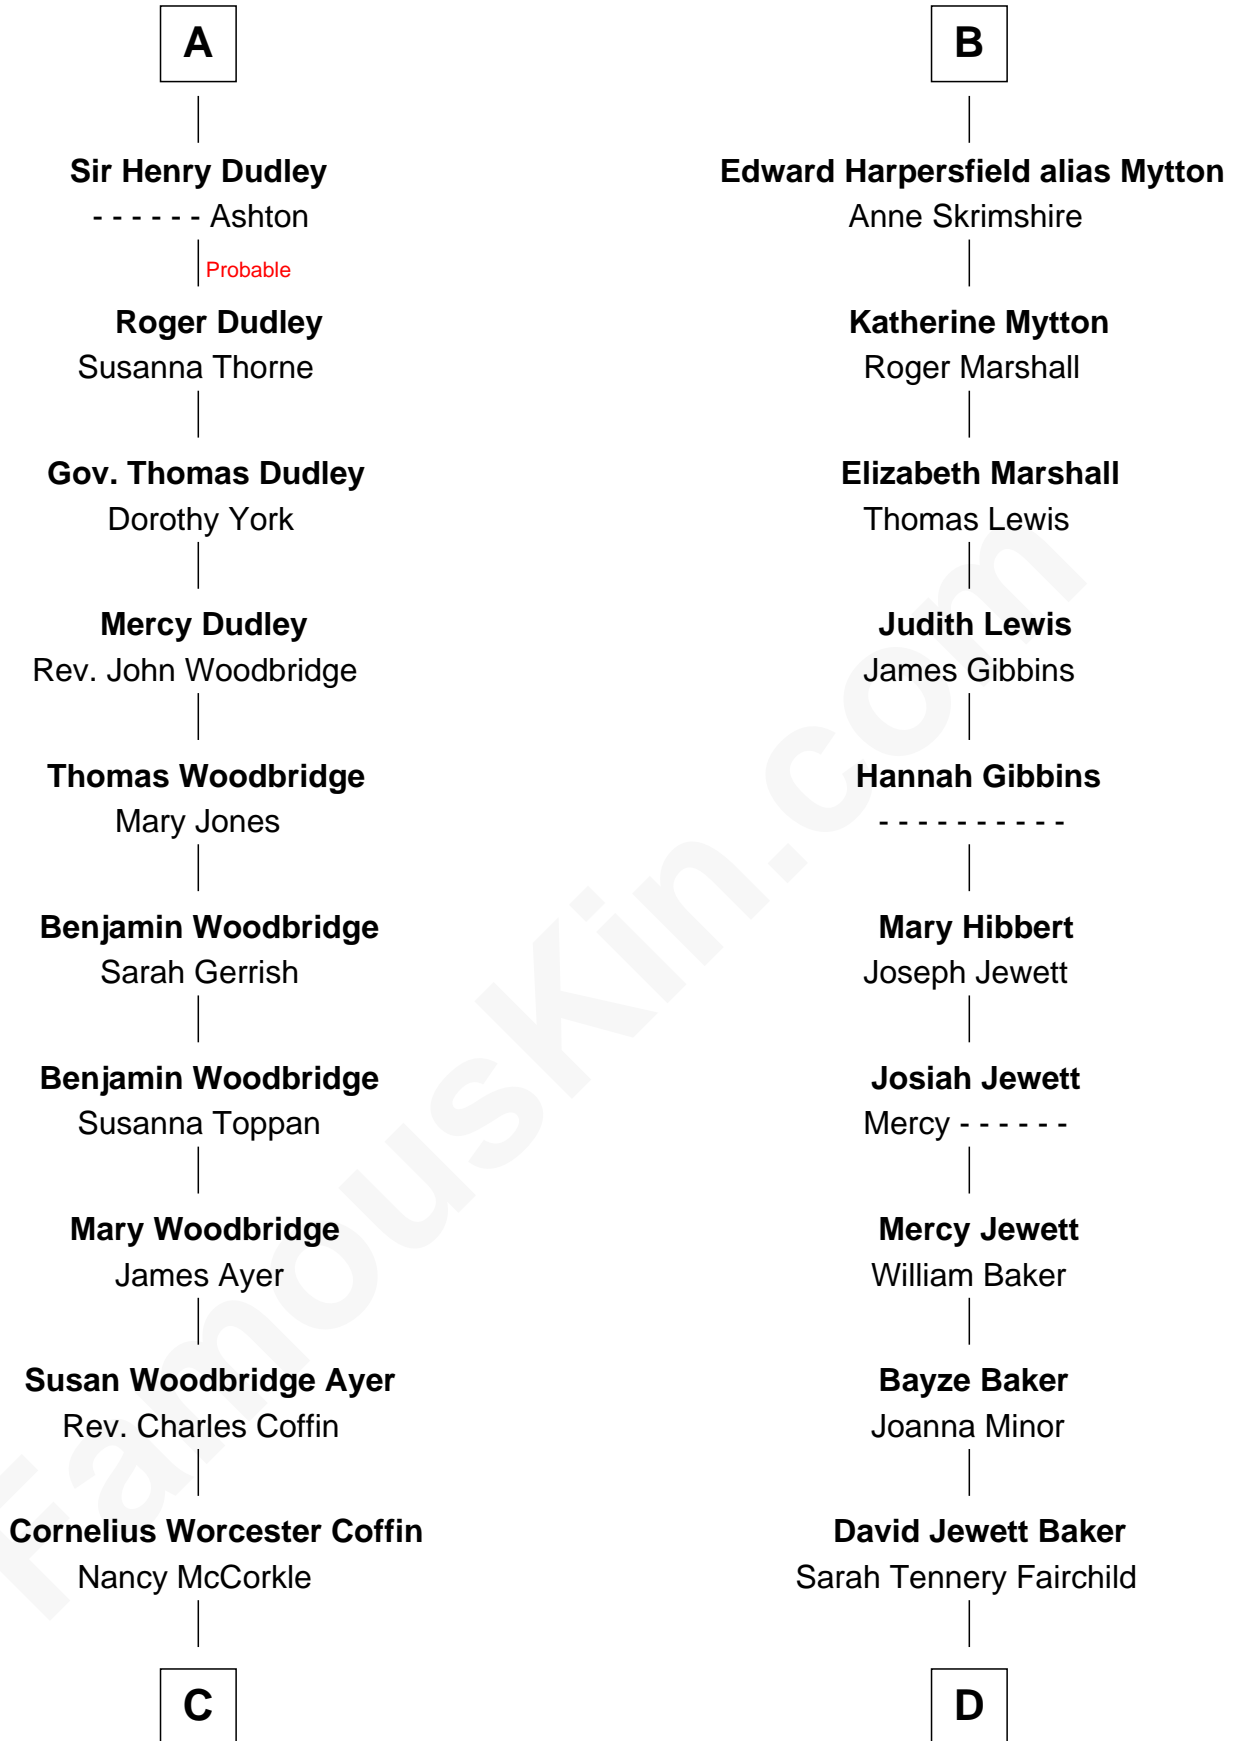 A
Sir Henry Dudley
- - - - - - Ashton
Probable
Roger Dudley
Susanna Thorne
Gov. Thomas Dudley
Dorothy York
Mercy Dudley
Rev. John Woodbridge
Thomas Woodbridge
Mary Jones
Benjamin Woodbridge
Sarah Gerrish
Benjamin Woodbridge
Susanna Toppan
Mary Woodbridge
James Ayer
Susan Woodbridge Ayer
Rev. Charles Coffin
Cornelius Worcester Coffin
Nancy McCorkle
C
B
Edward Harpersfield alias Mytton
Anne Skrimshire
Katherine Mytton
Roger Marshall
Elizabeth Marshall
Thomas Lewis
Judith Lewis
James Gibbins
Hannah Gibbins
- - - - - - - - - -
Mary Hibbert
Joseph Jewett
Josiah Jewett
Mercy - - - - - -
Mercy Jewett
William Baker
Bayze Baker
Joanna Minor
David Jewett Baker
Sarah Tennery Fairchild
D
FamousKin.com